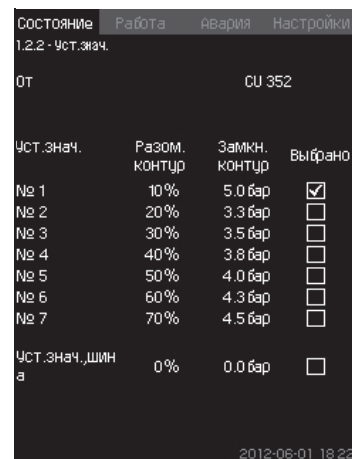 Состояние Работа Авария Настройки
1.2.2 - Уст.знач.
От CU 352
Уст.знач. Разом. контур Замкн. контур Выбрано
№ 1 10% 5.0 бар
№ 2 20% 3.3 бар
№ 3 30% 3.5 бар
№ 4 40% 3.8 бар
№ 5 50% 4.0 бар
№ 6 60% 4.3 бар
№ 7 70% 4.5 бар
Уст.знач.,шин
а 0% 0.0 бар
2012-06-01 18:22